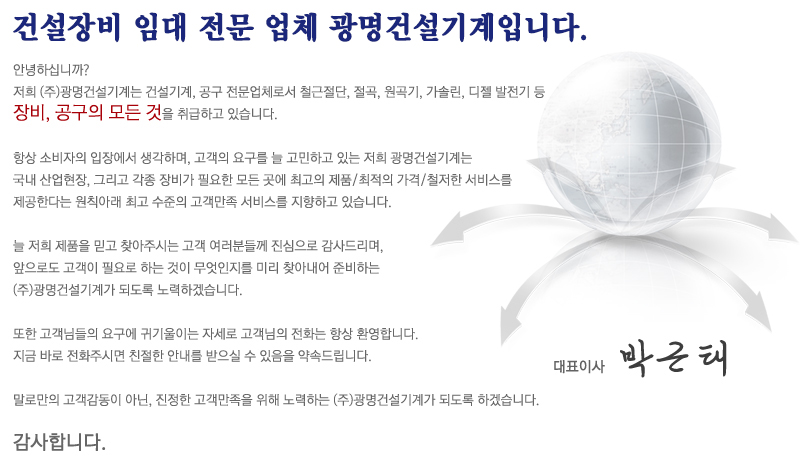 건설장비 임대 전문 업체 광명건설기계입니다.
안녕하십니까?
저희 (주)광명건설기계는 건설기계, 공구 전문업체로서 철근절단, 절곡, 원곡기, 가솔린, 디젤 발전기 등
장비, 공구의 모든 것을 취급하고 있습니다.
항상 소비자의 입장에서 생각하며, 고객의 요구를 늘 고민하고 있는 저희 광명건설기계는
국내 산업현장, 그리고 각종 장비가 필요한 모든 곳에 최고의 제품/최적의 가격/철저한 서비스를
제공한다는 원칙아래 최고 수준의 고객만족 서비스를 지향하고 있습니다.
늘 저희 제품을 믿고 찾아주시는 고객 여러분들께 진심으로 감사드리며,
앞으로도 고객이 필요로 하는 것이 무엇인지를 미리 찾아내어 준비하는
(주)광명건설기계가 되도록 노력하겠습니다.
또한 고객님들의 요구에 귀기울이는 자세로 고객님의 전화는 항상 환영합니다.
지금 바로 전화주시면 친절한 안내를 받으실 수 있음을 약속드립니다.
대표이사 박근태
말로만의 고객감동이 아닌, 진정한 고객만족을 위해 노력하는 (주)광명건설기계가 되도록 하겠습니다.
감사합니다.